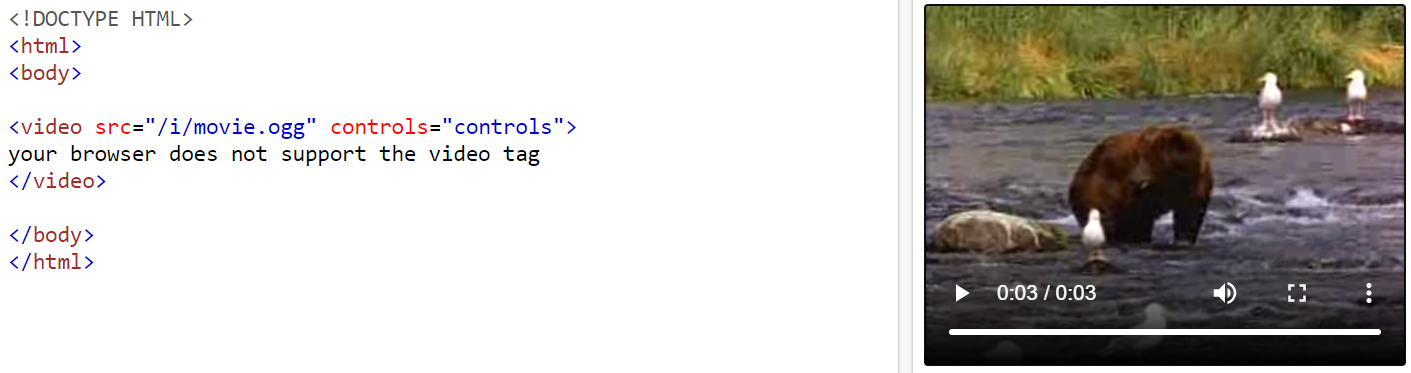 <!DOCTYPE HTML>
<html>
<body>
<video src="/i/movie.ogg" controls="controls">
your browser does not support the video tag
</video>
</body>
</html>
0:03 / 0:03